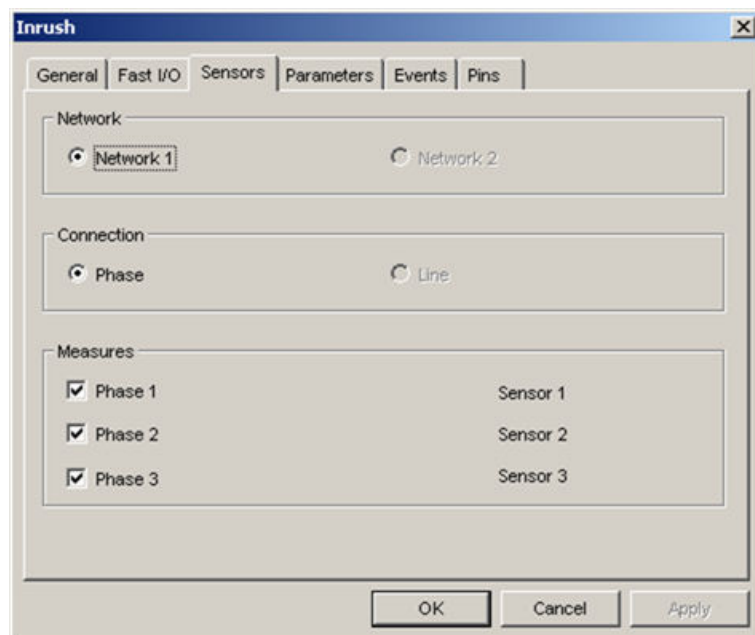 Inrush
General Fast I/O Sensors Parameters Events Pins
Network
Network 1 Network 2
Connection
Phase Line
Measures
Phase 1 Sensor 1
Phase 2 Sensor 2
Phase 3 Sensor 3
OK Cancel Apply